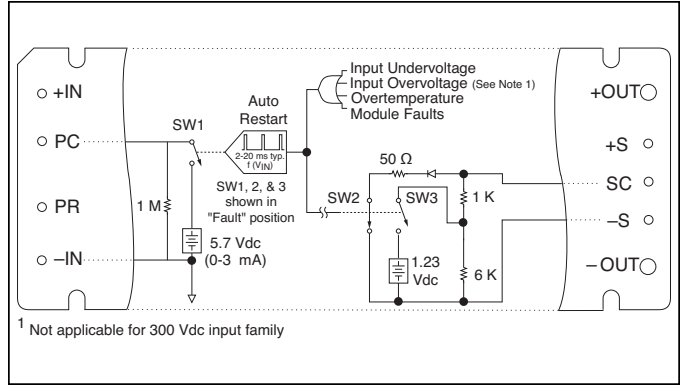 +IN
PC
PR
–IN
1 M
SW1
5.7 Vdc
(0-3 mA)
Auto
Restart
2-20 ms typ.
f (VIN)
SW1, 2, & 3
shown in
"Fault" position
Input Undervoltage
Input Overvoltage (See Note 1)
Overtemperature
Module Faults
50 Ω
SW2
SW3
1 K
1.23
Vdc
6 K
+OUT
+S
SC
–S
–OUT
1 Not applicable for 300 Vdc input family